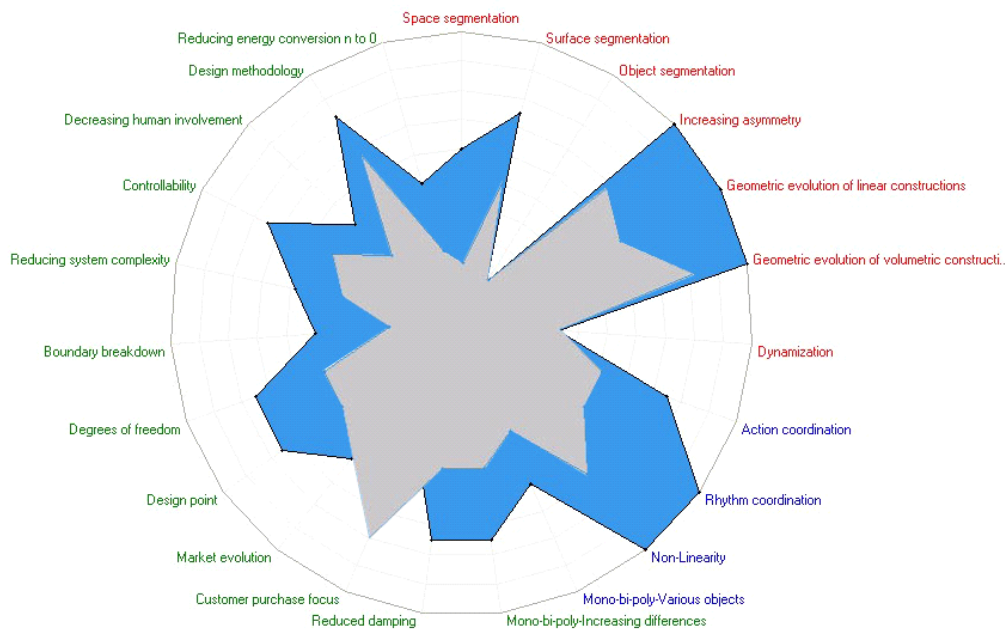 Space segmentation
Reducing energy conversion n to 0
Surface segmentation
Design methodology
Object segmentation
Decreasing human involvement
Increasing asymmetry
Controllability
Geometric evolution of linear constructions
Reducing system complexity
Geometric evolution of volumetric constructi..
Boundary breakdown
Dynamization
Degrees of freedom
Action coordination
Design point
Rhythm coordination
Market evolution
Non-Linearity
Customer purchase focus
Mono-bi-poly-Various objects
Reduced damping
Mono-bi-poly-Increasing differences